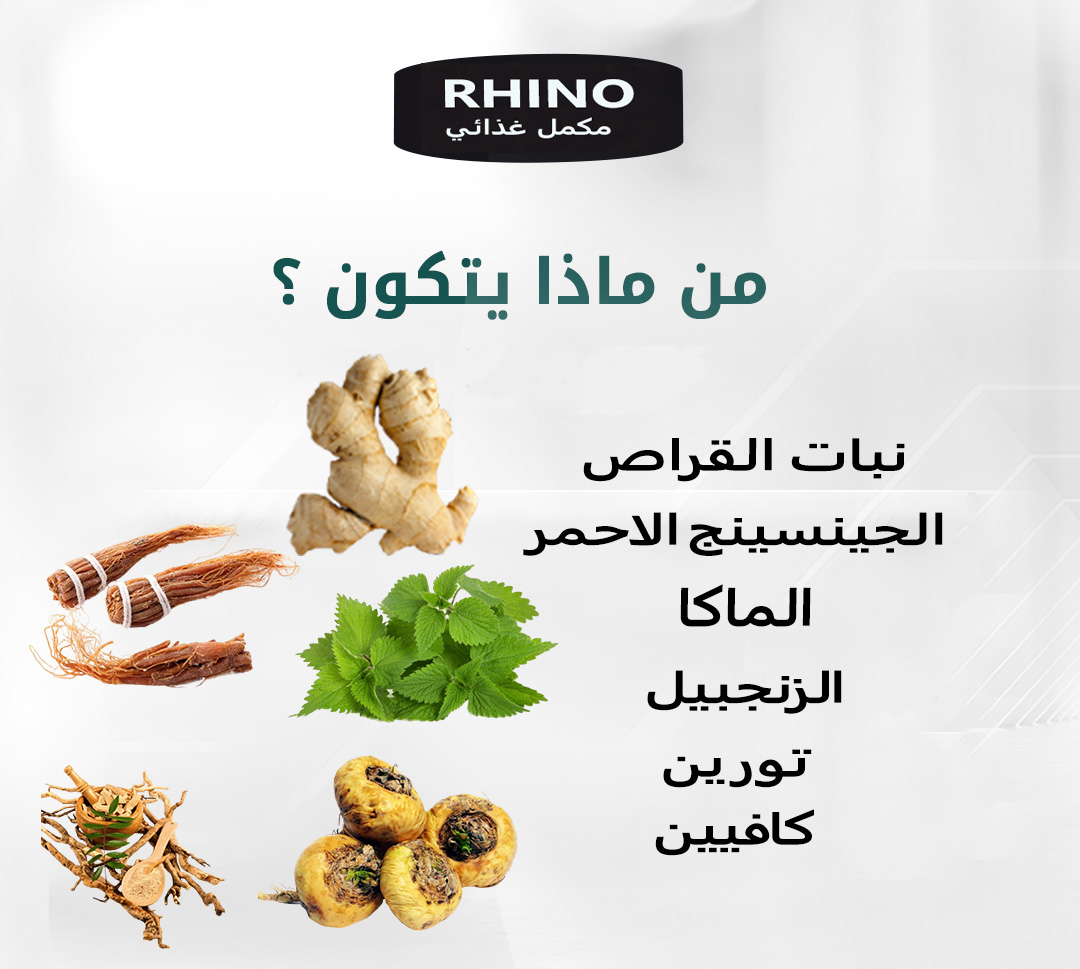 RHINO
مكمل غذائي
من ماذا يتكون ؟
نبات القراص
الجينسينج الاحمر
الماكا
الزنجبيل
تورين
كافيين